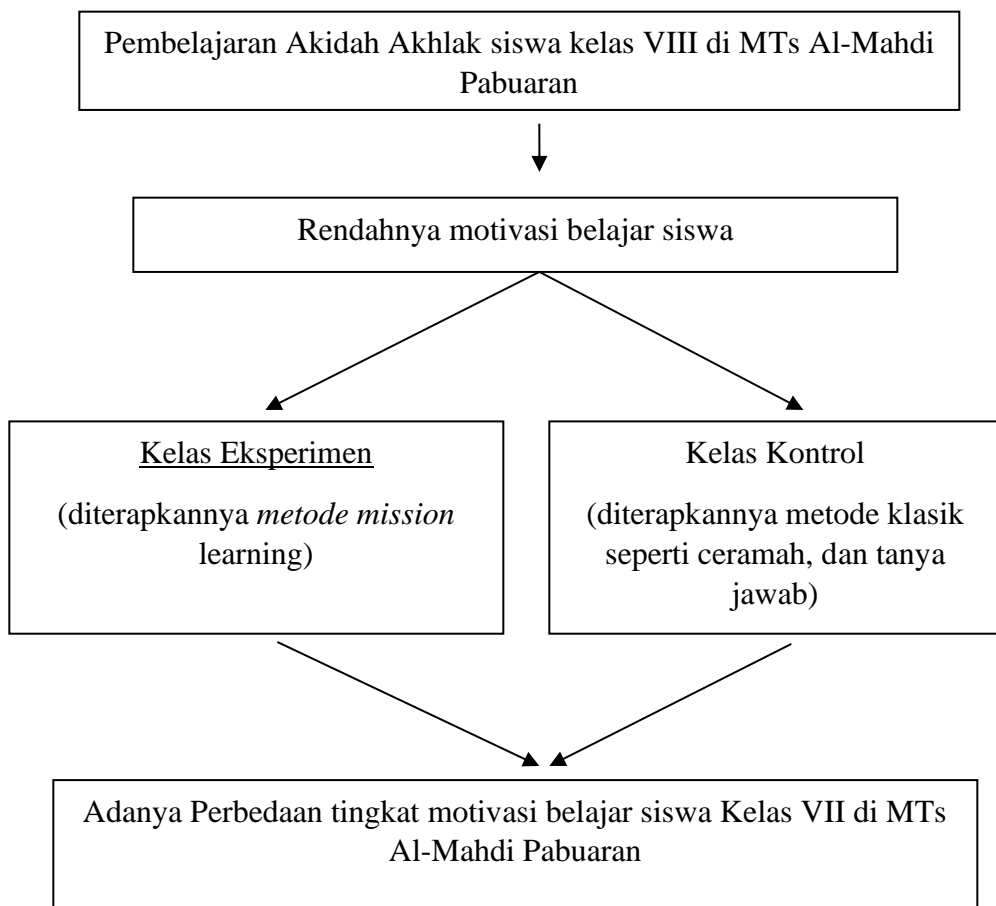 Pembelajaran Akidah Akhlak siswa kelas VIII di MTs Al-Mahdi
Pabuaran
Rendahnya motivasi belajar siswa
Kelas Eksperimen
(diterapkannya metode mission
learning)
Kelas Kontrol
(diterapkannya metode klasik
seperti ceramah, dan tanya
jawab)
Adanya Perbedaan tingkat motivasi belajar siswa Kelas VII di MTs
Al-Mahdi Pabuaran